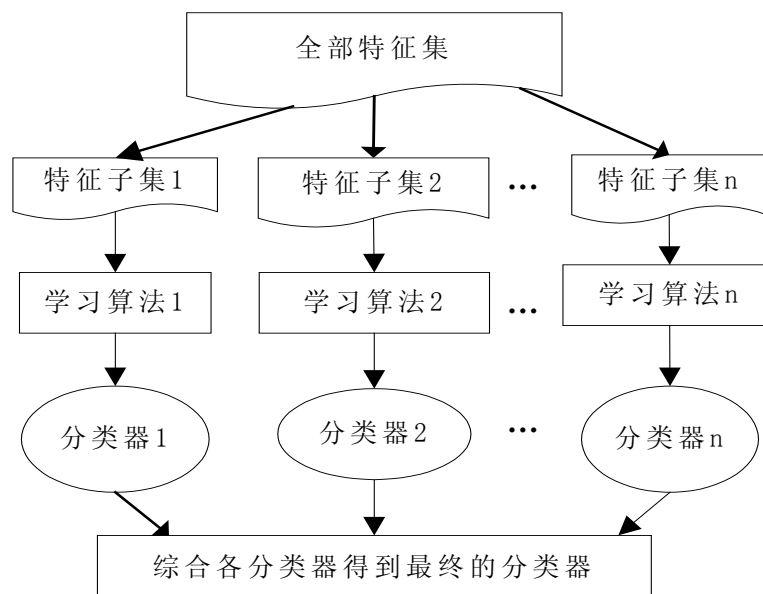 全部特征集
特征子集1
特征子集2
...
特征子集n
学习算法1
学习算法2
...
学习算法n
分类器1
分类器2
...
分类器n
综合各分类器得到最终的分类器